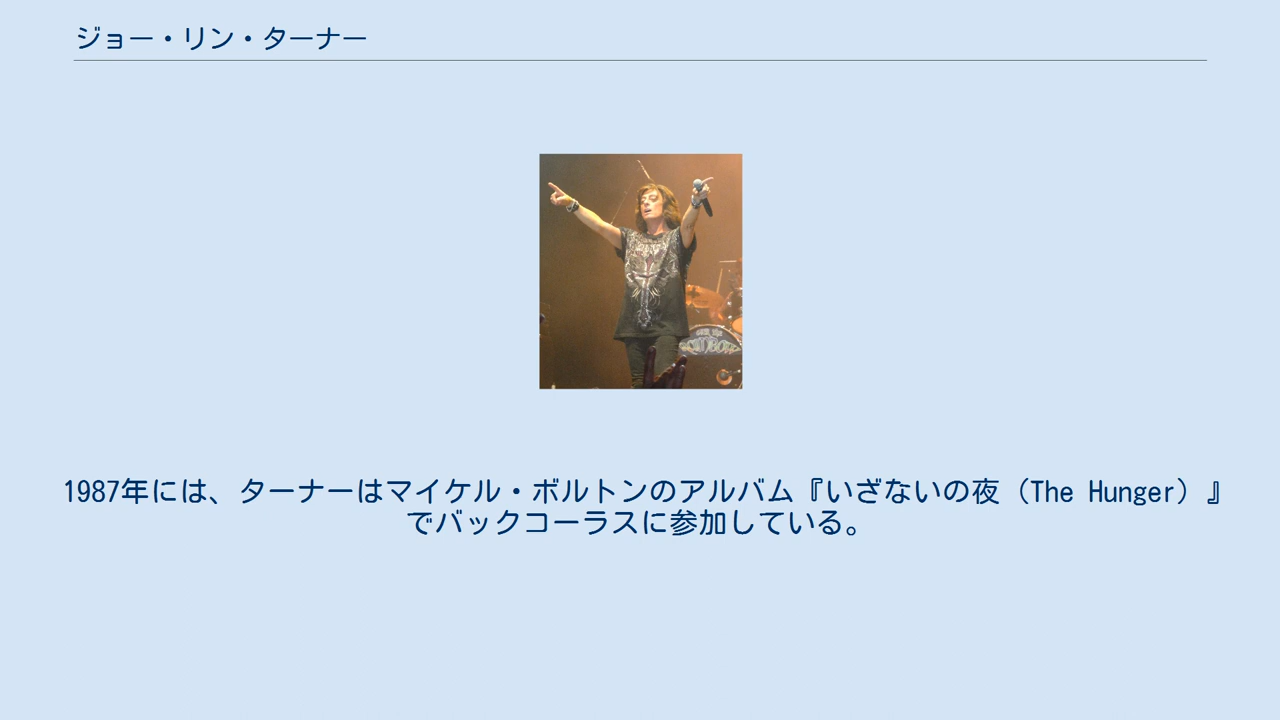 ジョー・リン・ターナー
1987年には、ターナーはマイケル・ボルトンのアルバム『いざないの夜（The Hunger）』
でバックコーラスに参加している。